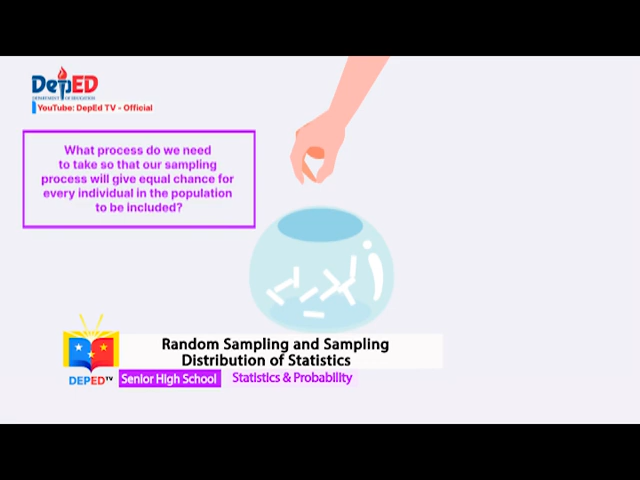 DepED
DEPARTMENT OF EDUCATION
YouTube: DepEd TV - Official
What process do we need
to take so that our sampling
process will give equal chance for
every individual in the population
to be included?
Random Sampling and Sampling
Distribution of Statistics
DEPED TV
Senior High School
Statistics & Probability